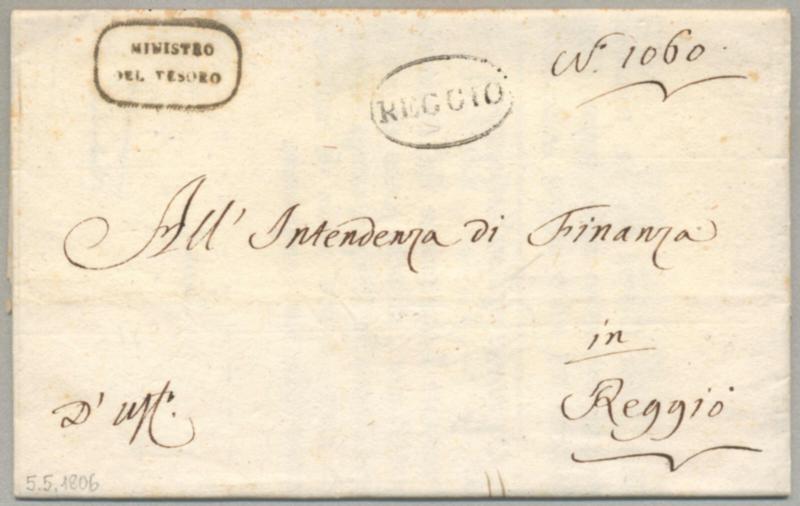 MINISTRO
DEL TESORO
REGGIO
N.º 1060.
All' Intendenza di Finanza
in
Reggio
D' Uff.º
5.5.1806